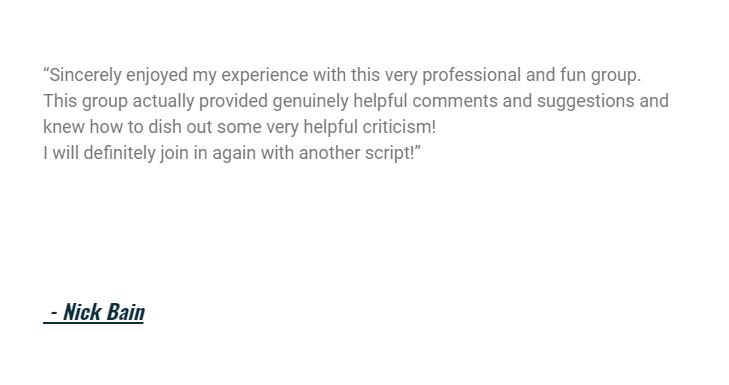 “Sincerely enjoyed my experience with this very professional and fun group.
This group actually provided genuinely helpful comments and suggestions and
knew how to dish out some very helpful criticism!
I will definitely join in again with another script!”
- Nick Bain